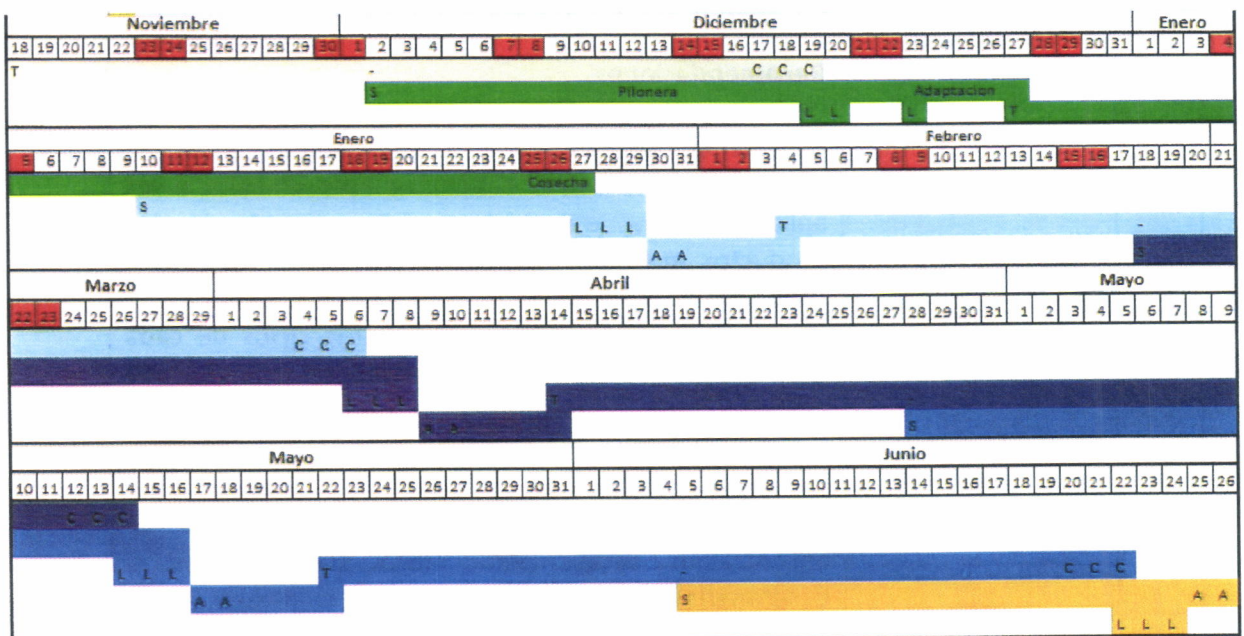 Noviembre Diciembre Enero
18 19 20 21 22 23 24 25 26 27 28 29 30 1 2 3 4 5 6 7 8 9 10 11 12 13 14 15 16 17 18 19 20 21 22 23 24 25 26 27 28 29 30 31 1 2 3 4
T - C C C
S Pilonera Adaptacion
L L L T
Enero Febrero
5 6 7 8 9 10 11 12 13 14 15 16 17 18 19 20 21 22 23 24 25 26 27 28 29 30 31 1 2 3 4 5 6 7 8 9 10 11 12 13 14 15 16 17 18 19 20 21
Cosecha
S
L L L T -
A A S
Marzo Abril Mayo
22 23 24 25 26 27 28 29 1 2 3 4 5 6 7 8 9 10 11 12 13 14 15 16 17 18 19 20 21 22 23 24 25 26 27 28 29 30 31 1 2 3 4 5 6 7 8 9
C C C
L L L T
A A S
Mayo Junio
10 11 12 13 14 15 16 17 18 19 20 21 22 23 24 25 26 27 28 29 30 31 1 2 3 4 5 6 7 8 9 10 11 12 13 14 15 16 17 18 19 20 21 22 23 24 25 26
C C C
L L L T - C C C
A A S A A
L L L